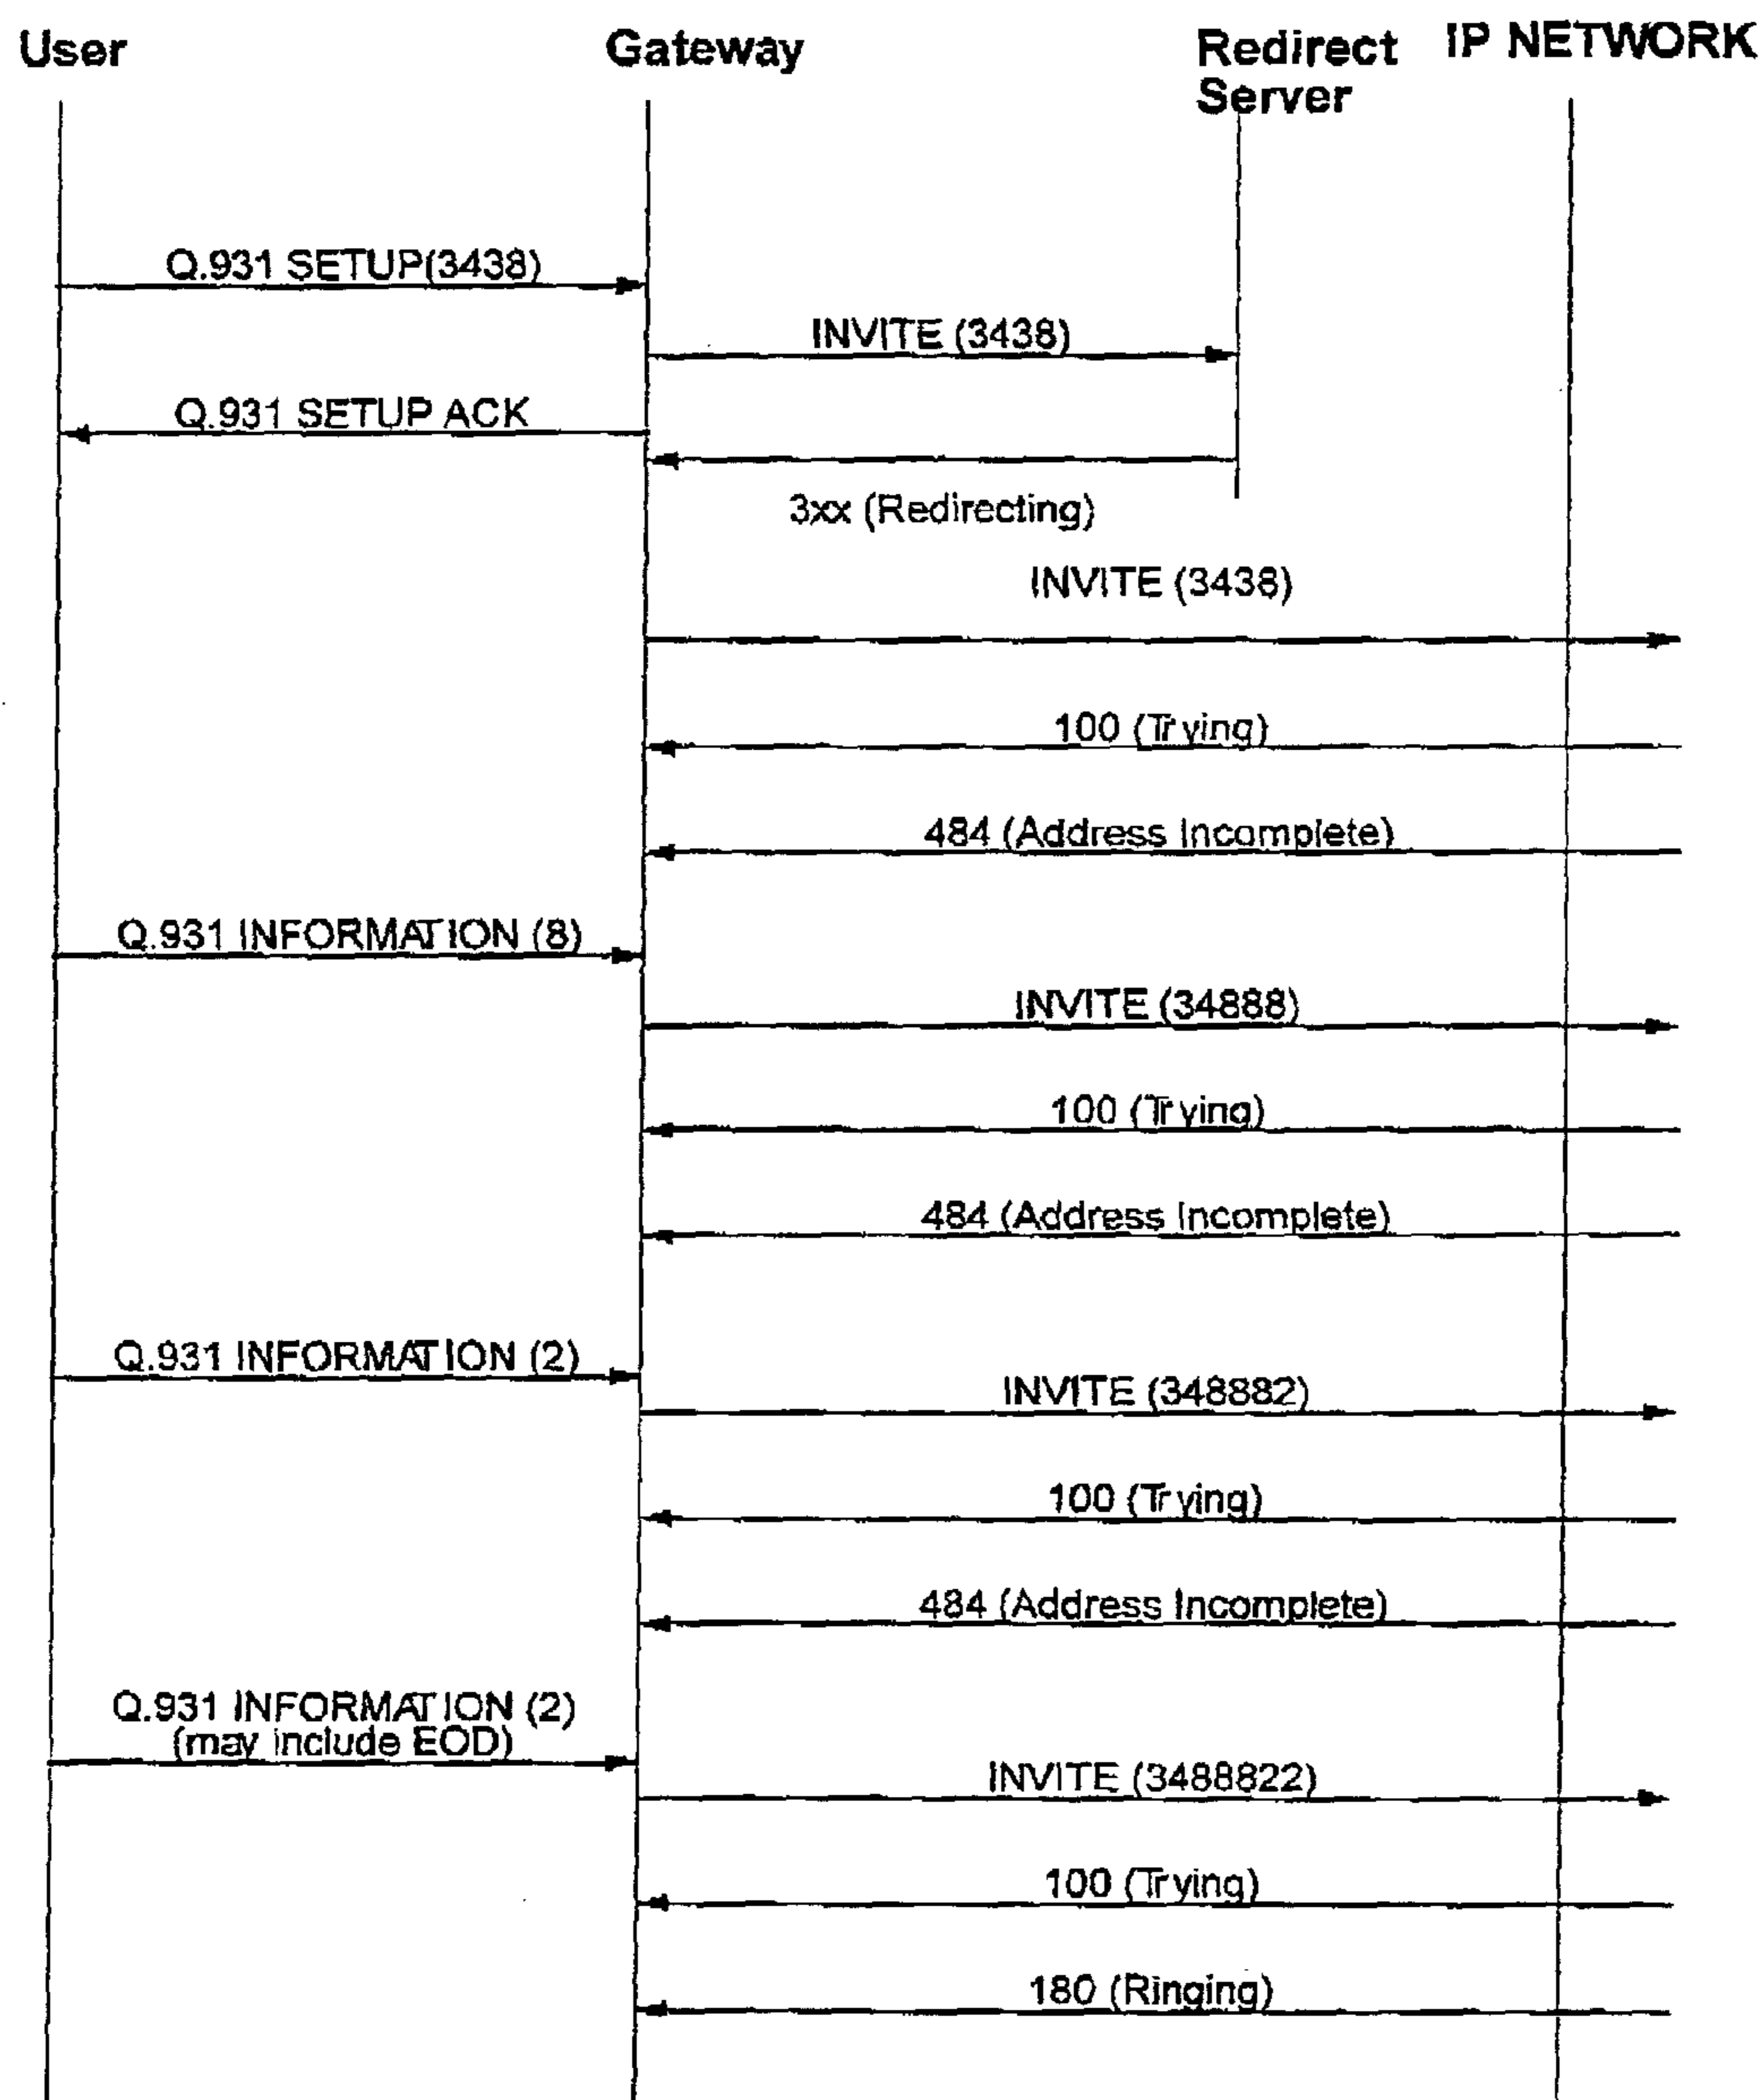 User
Gateway
Redirect
Server
IP NETWORK
Q.931 SETUP(3438)
INVITE (3438)
Q.931 SETUP ACK
3xx (Redirecting)
INVITE (3438)
100 (Trying)
484 (Address Incomplete)
Q.931 INFORMATION (8)
INVITE (34888)
100 (Trying)
484 (Address Incomplete)
Q.931 INFORMATION (2)
INVITE (348882)
100 (Trying)
484 (Address Incomplete)
Q.931 INFORMATION (2)
(may include EOD)
INVITE (3488822)
100 (Trying)
180 (Ringing)